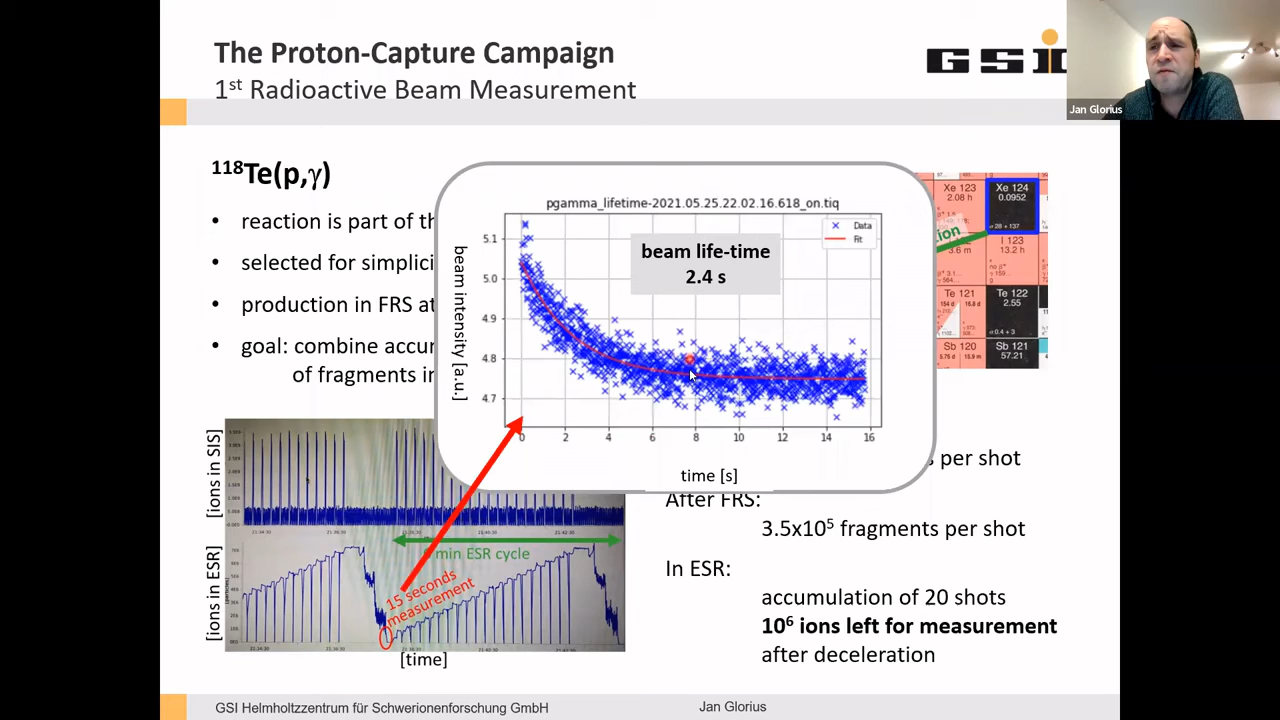 The Proton-Capture Campaign
1st Radioactive Beam Measurement
GSI
Jan Glorius
118Te(p,γ)
• reaction is part of th
• selected for simplici
• production in FRS at
• goal: combine accur
of fragments in
pgamma_lifetime-2021.05.25.22.02.16.618_on.tiq
beam life-time
2.4 s
Data
Fit
beam intensity [a.u.]
5.1
5.0
4.9
4.8
4.7
0 2 4 6 8 10 12 14 16
time [s]
Xe 123
2.08 h
Xe 124
0.0952
tion
I 123
13.2 h
Te 121
Te 122
2.55
Sb 120
Sb 121
57.21
[ions in SIS]
[ions in ESR]
min ESR cycle
15 seconds
measurement
[time]
s per shot
After FRS:
3.5x10⁵ fragments per shot
In ESR:
accumulation of 20 shots
10⁶ ions left for measurement
after deceleration
GSI Helmholtzzentrum für Schwerionenforschung GmbH
Jan Glorius